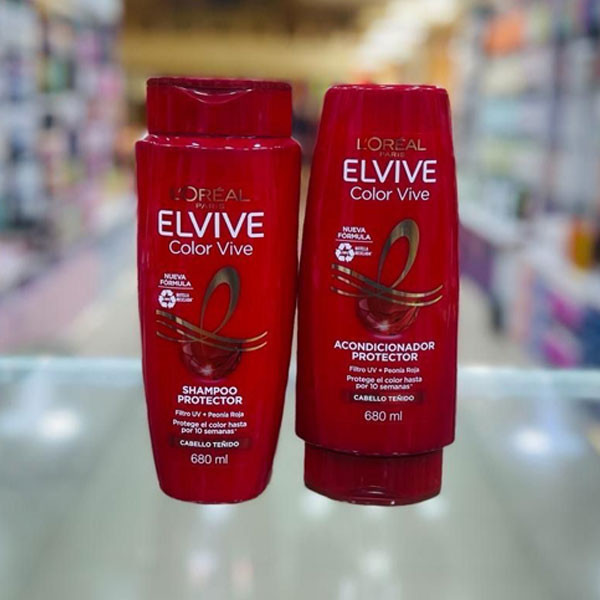 L'ORÉAL
PARIS
ELVIVE
Color Vive
NUEVA
FÓRMULA
SHAMPOO
PROTECTOR
Filtro UV + Peonía Roja
Protege el color hasta
por 10 semanas*
CABELLO TEÑIDO
680 ml
L'ORÉAL
PARIS
ELVIVE
Color Vive
NUEVA
FÓRMULA
ACONDICIONADOR
PROTECTOR
Filtro UV + Peonía Roja
Protege el color hasta
por 10 semanas*
CABELLO TEÑIDO
680 ml